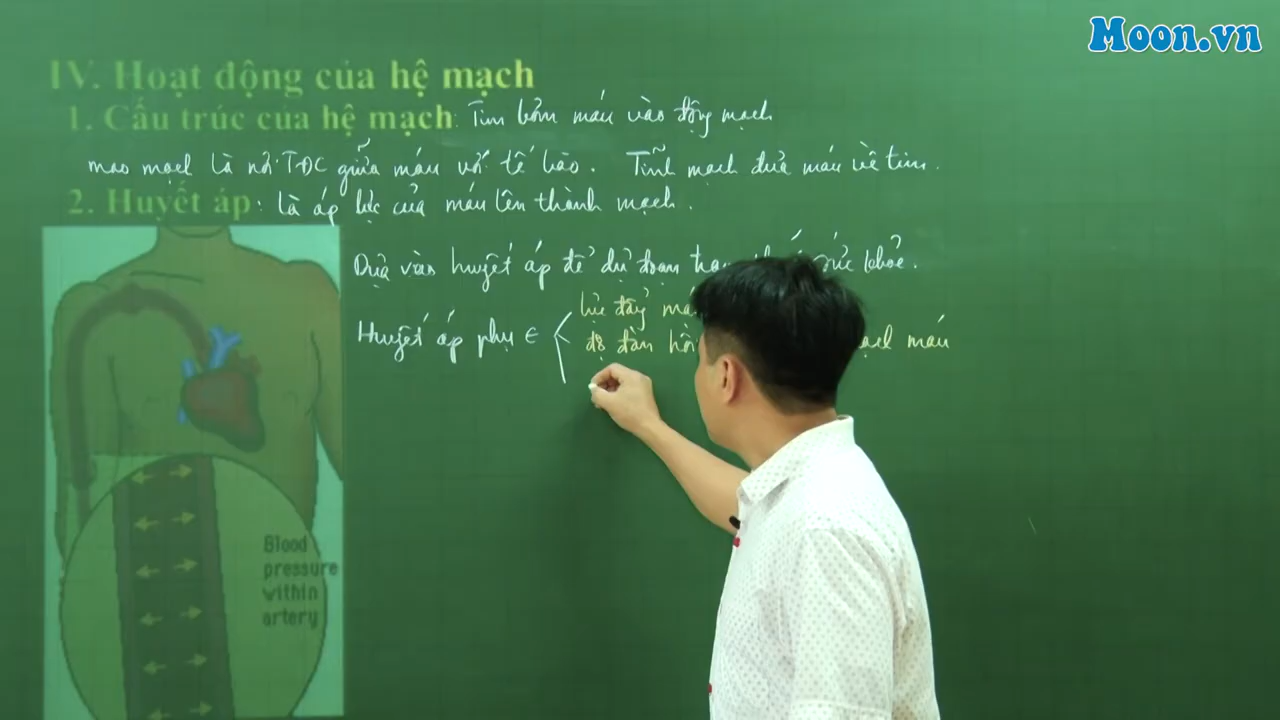 Moon.vn
IV. Hoạt động của hệ mạch
1. Cấu trúc của hệ mạch: Tim bơm máu vào động mạch
mao mạch là nơi TĐC giữa máu với tế bào. Tĩnh mạch đưa máu về tim.
2. Huyết áp: là áp lực của máu lên thành mạch.
Dựa vào huyết áp để dự đoán sức khỏe.
Huyết áp phụ ∈
lực đẩy
độ đàn máu
Blood
pressure
within
artery